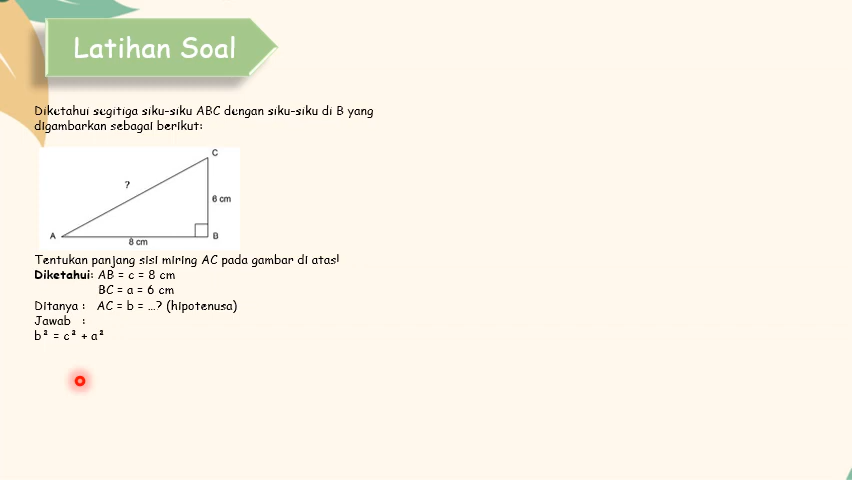 Latihan Soal
Diketahui segitiga siku-siku ABC dengan siku-siku di B yang
digambarkan sebagai berikut:
C
?
6 cm
A
B
8 cm
Tentukan panjang sisi miring AC pada gambar di atas!
Diketahui: AB = c = 8 cm
BC = a = 6 cm
Ditanya : AC = b = ...? (hipotenusa)
Jawab :
b² = c² + a²